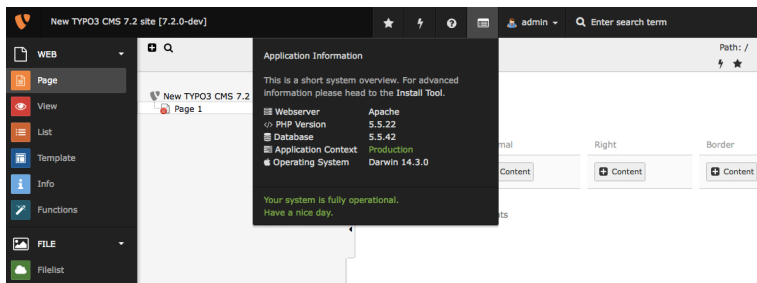 New TYPO3 CMS 7.2 site [7.2.0-dev]
admin
Enter search term
WEB
Page
View
List
Template
Info
Functions
FILE
Filelist
New TYPO3 CMS 7.2
Page 1
Application Information
This is a short system overview. For advanced
information please head to the Install Tool.
Webserver Apache
PHP Version 5.5.22
Database 5.5.42
Application Context Production
Operating System Darwin 14.3.0
Your system is fully operational.
Have a nice day.
Path: /
Right
Border
Content
Content
Content